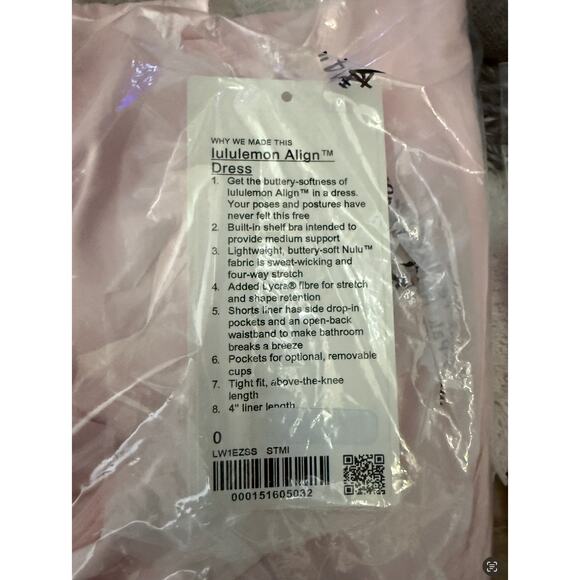 WHY WE MADE THIS
lululemon Align™
Dress
1. Get the buttery-softness of
lululemon Align™ in a dress.
Your poses and postures have
never felt this free
2. Built-in shelf bra intended to
provide medium support
3. Lightweight, buttery-soft Nulu™
fabric is sweat-wicking and
four-way stretch
4. Added Lycra® fibre for stretch
and shape retention
5. Shorts liner has side drop-in
pockets and an open-back
waistband to make bathroom
breaks a breeze
6. Pockets for optional, removable
cups
7. Tight fit, above-the-knee
length
8. 4" liner length
0
LW1EZSS STMI
000151605032